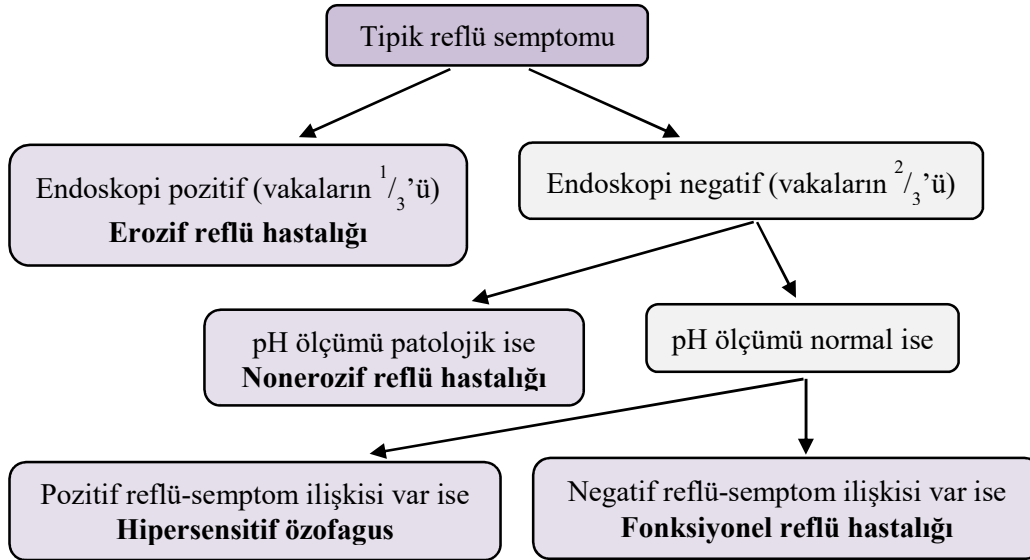 Tipik reflü semptomu
Endoskopi pozitif (vakaların 1/3'ü)
Erozif reflü hastalığı
Endoskopi negatif (vakaların 2/3'ü)
pH ölçümü patolojik ise
Nonerozif reflü hastalığı
pH ölçümü normal ise
Pozitif reflü-semptom ilişkisi var ise
Hipersensitif özofagus
Negatif reflü-semptom ilişkisi var ise
Fonksiyonel reflü hastalığı